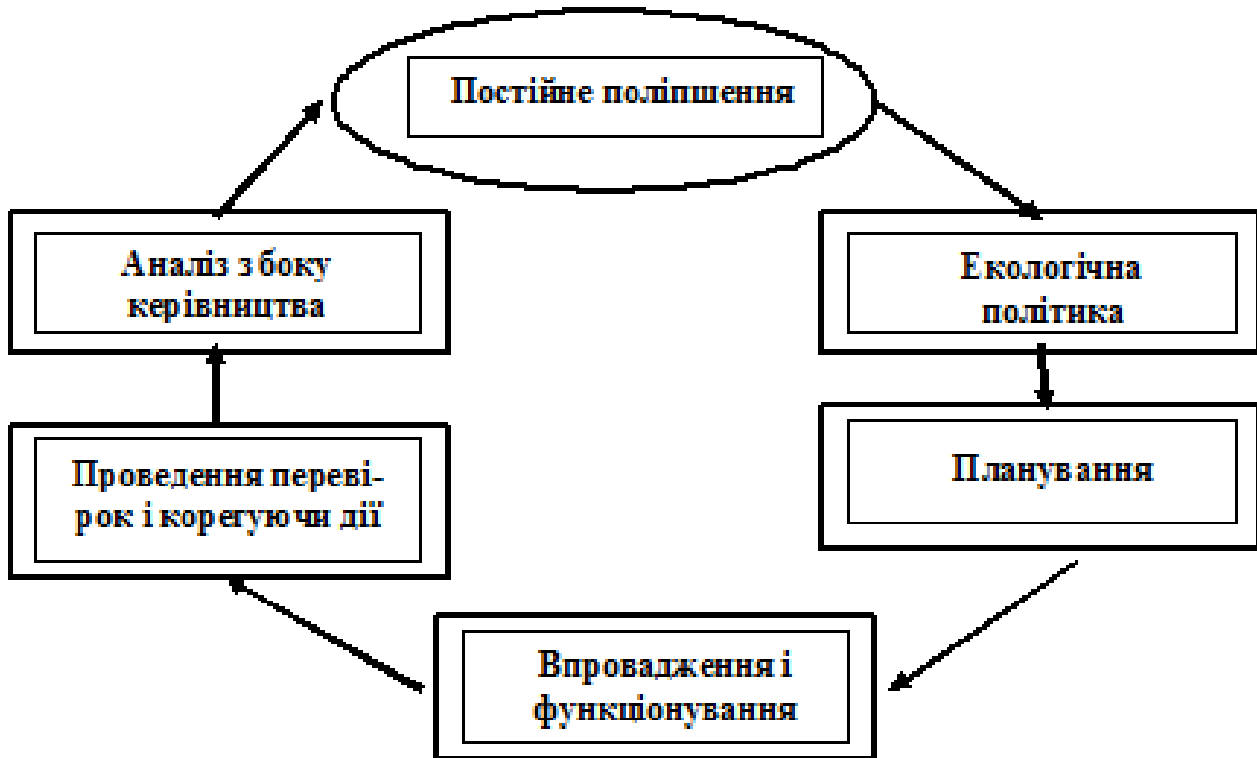 Постійне поліпшення
Аналіз з боку
керівництва
Екологічна
політика
Проведення переві-
рок і корегуючи дії
Планування
Впровадження і
функціонування